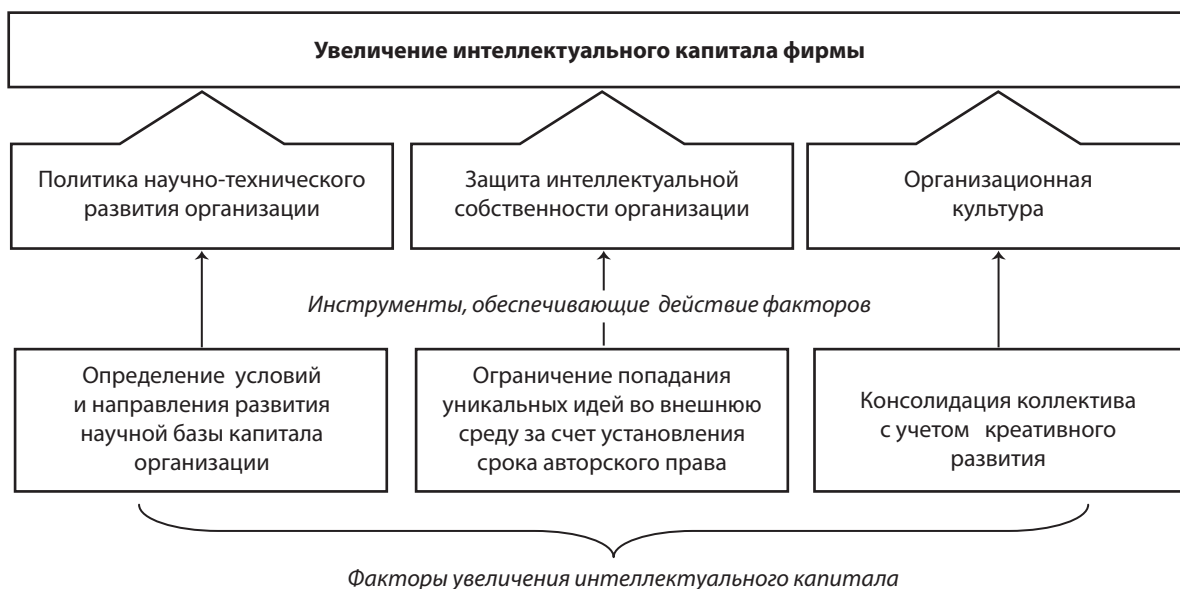 Увеличение интеллектуального капитала фирмы
Политика научно-технического
развития организации
Защита интеллектуальной
собственности организации
Организационная
культура
Инструменты, обеспечивающие действие факторов
Определение условий
и направления развития
научной базы капитала
организации
Ограничение попадания
уникальных идей во внешнюю
среду за счет установления
срока авторского права
Консолидация коллектива
с учетом креативного
развития
Факторы увеличения интеллектуального капитала